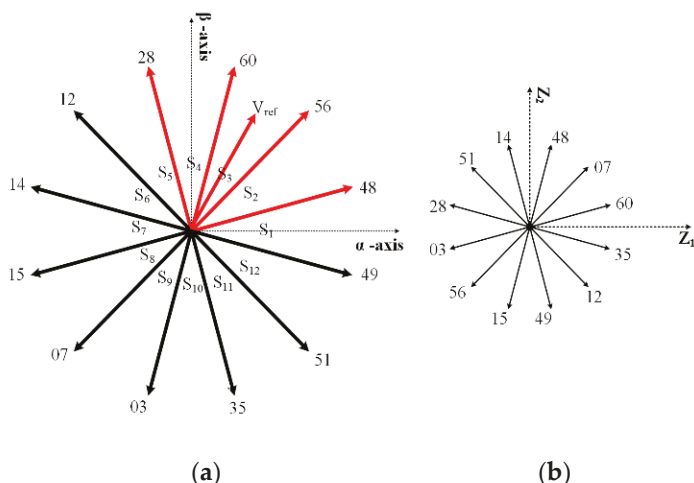 β -axis
28
60
12
V_ref
56
S₅
S₄
S₃
S₆
S₂
14
48
S₇
S₁
α -axis
S₈
S₁₂
15
S₉
S₁₀
S₁₁
49
07
51
03
35
(a)
Z₂
14
48
51
07
28
60
Z₁
03
35
56
12
15
49
(b)